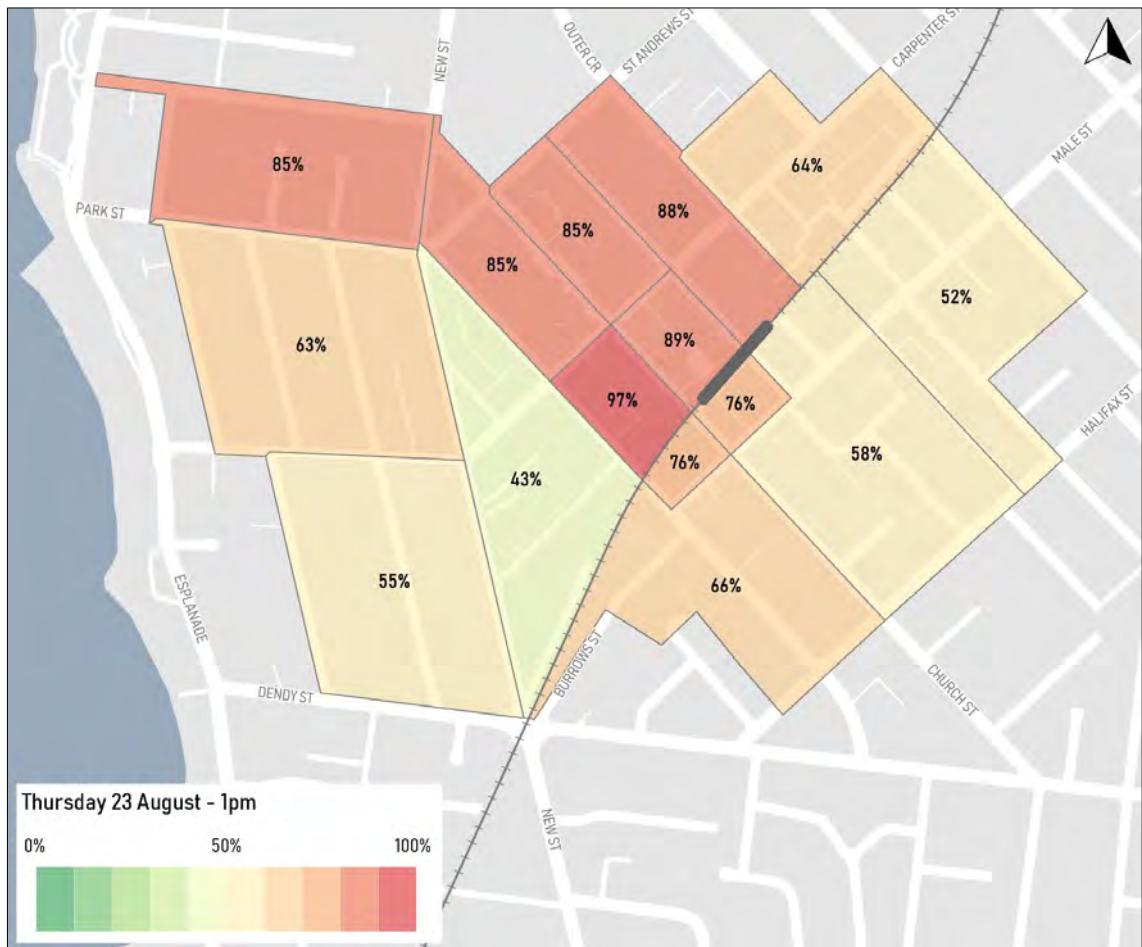 NEW ST
OUTER CR
ST ANDREWS ST
CARPENTER ST
MALE ST
PARK ST
HALIFAX ST
85%
64%
88%
85%
85%
52%
89%
63%
97%
76%
76%
58%
43%
55%
66%
ESPLANADE
BURROWS ST
DENDY ST
CHURCH ST
NEW ST
Thursday 23 August - 1pm
0% 50% 100%